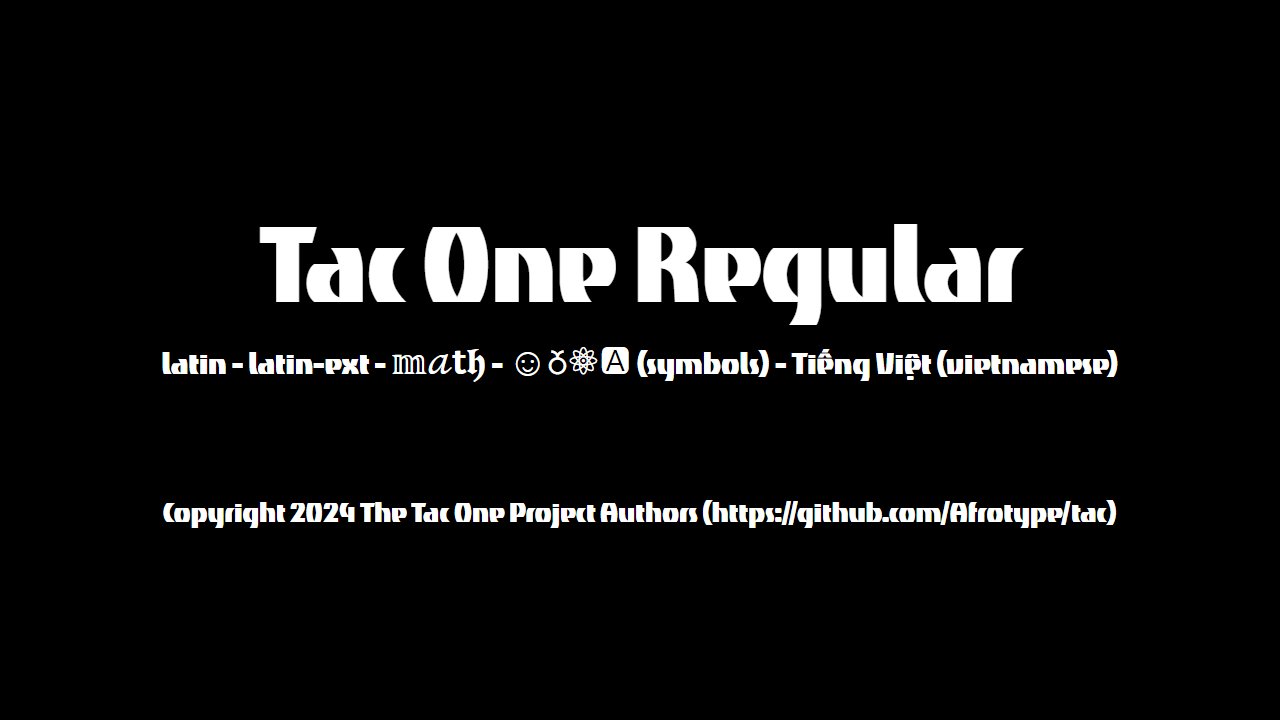 Tac One Regular
latin - latin-ext - 𝕞𝒶𝘁𝔥 - ☺♉⚛🅰 (symbols) - Tiếng Việt (vietnamese)
Copyright 2024 The Tac One Project Authors (https://github.com/Afrotype/tac)